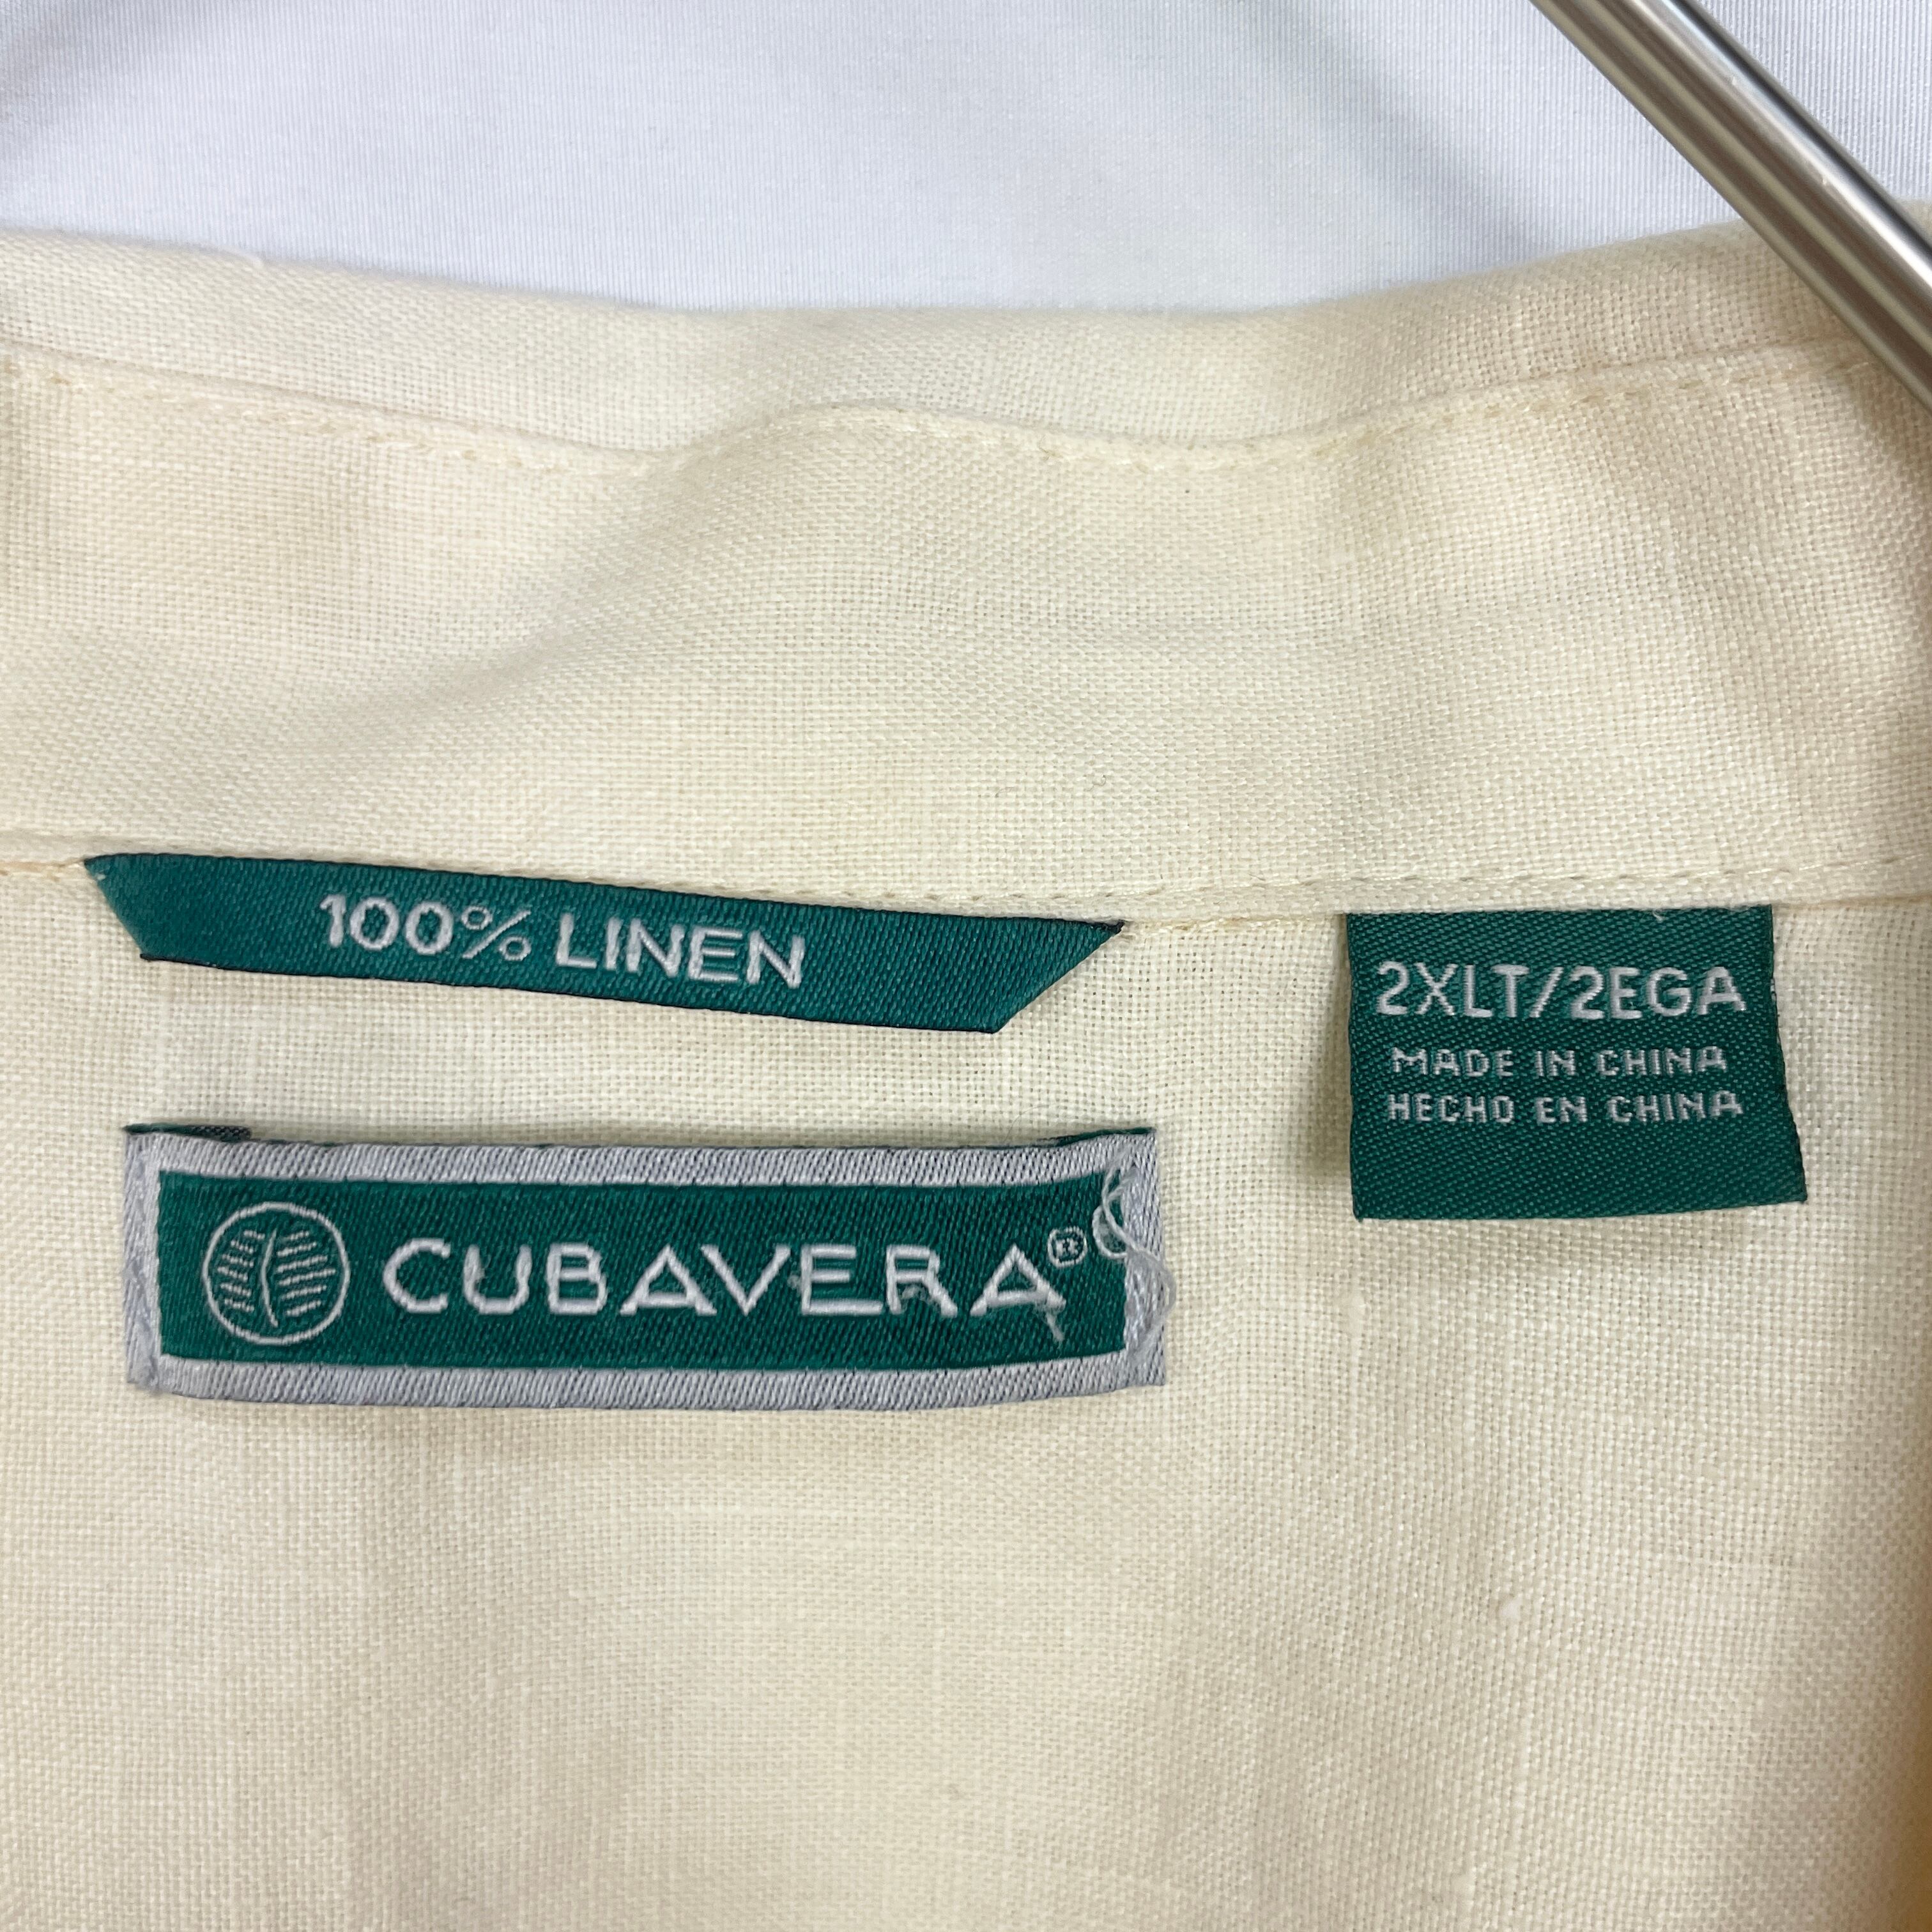 100% LINEN
2XLT/2EGA
MADE IN CHINA
HECHO EN CHINA
CUBAVERA®